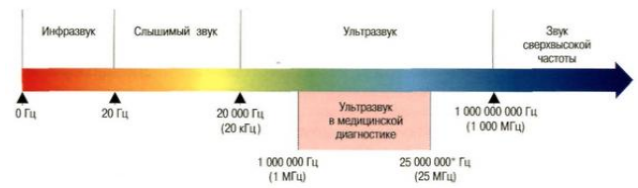 Инфразвук
Слышимый звук
Ультразвук
Звук
сверхвысокой
частоты
0 Гц
20 Гц
20 000 Гц
(20 кГц)
Ультразвук
в медицинской
диагностике
1 000 000 000 Гц
(1 000 МГц)
1 000 000 Гц
(1 МГц)
25 000 000* Гц
(25 МГц)